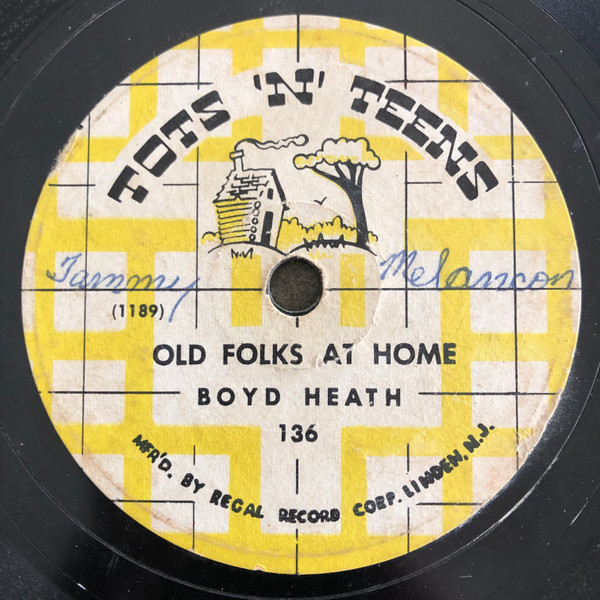 TOTS 'N' TEENS
Tammy Melancon
(1189)
OLD FOLKS AT HOME
BOYD HEATH
136
MFR'D. BY REGAL RECORD CORP. LINDEN, N.J.